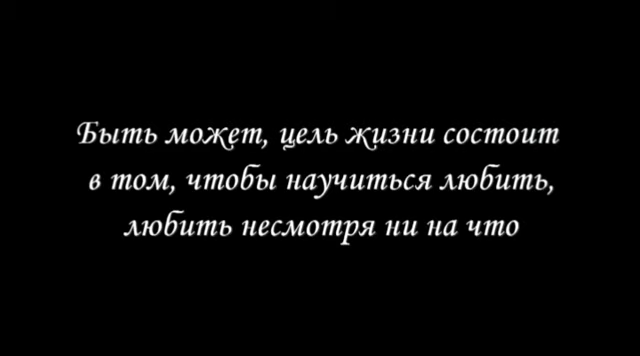 Быть может, цель жизни состоит
в том, чтобы научиться любить,
любить несмотря ни на что